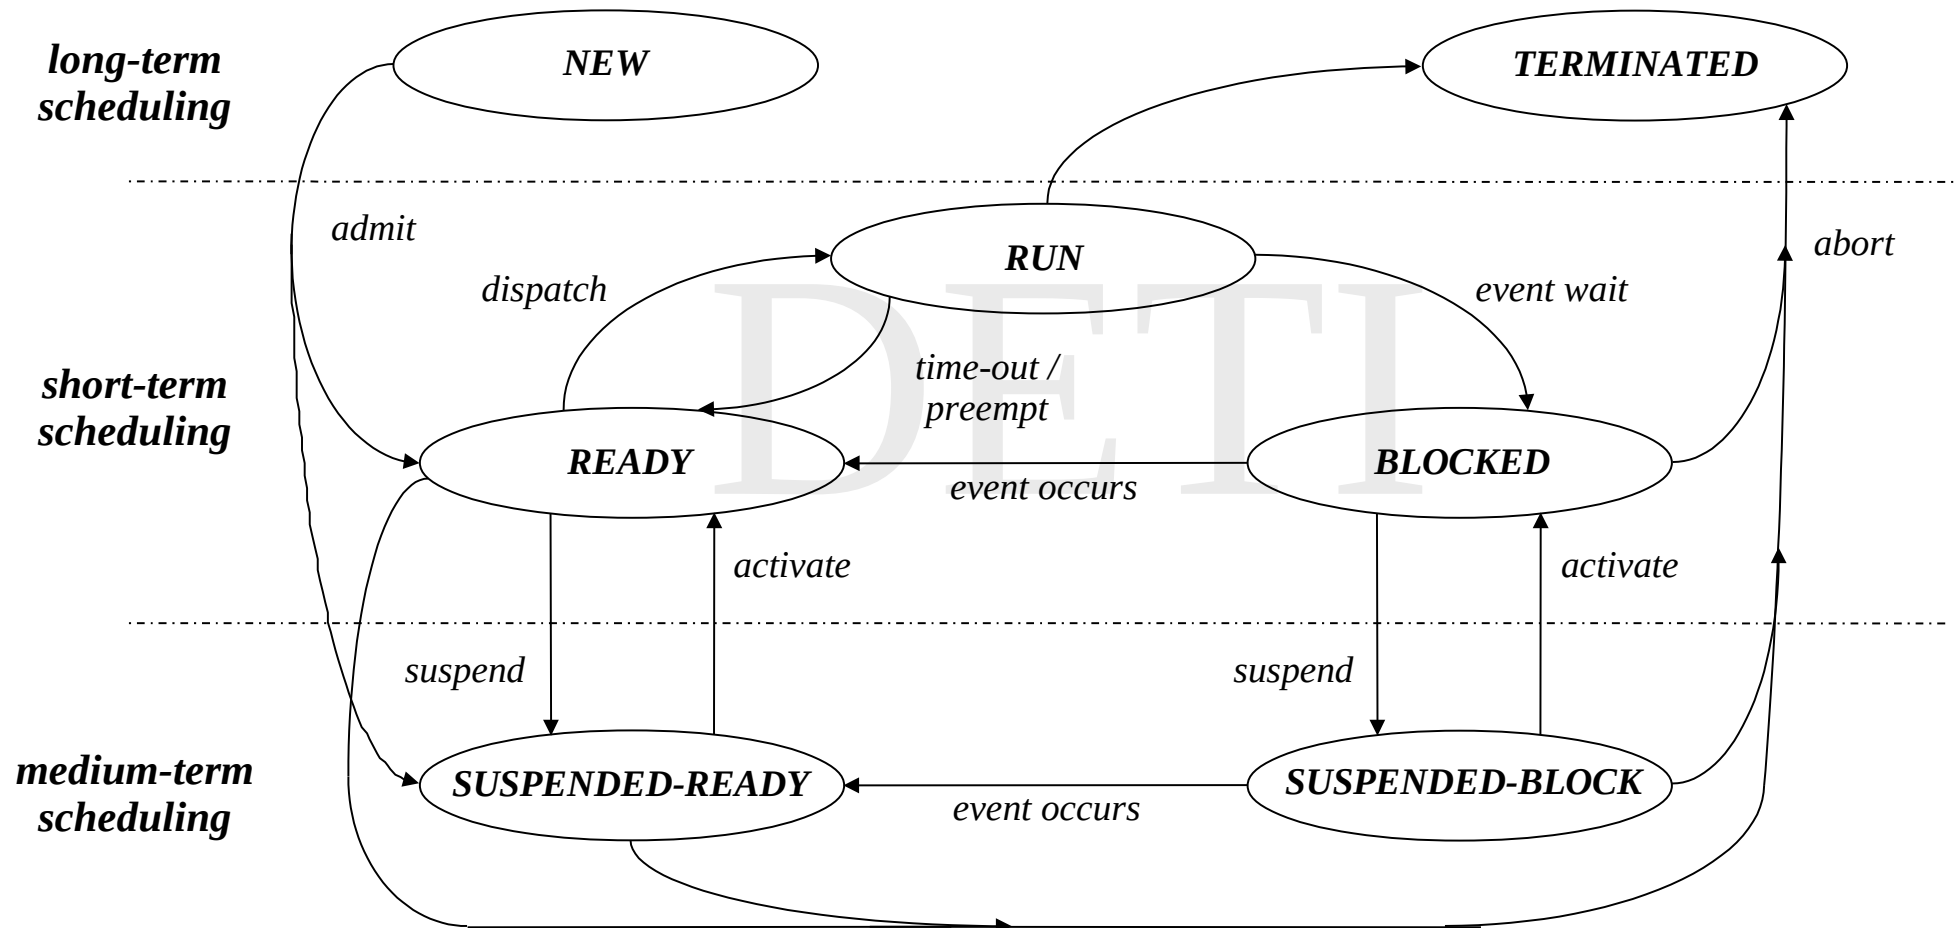 long-term
scheduling
NEW
TERMINATED
admit
dispatch
RUN
event wait
abort
time-out /
preempt
short-term
scheduling
READY
event occurs
BLOCKED
activate
activate
suspend
suspend
medium-term
scheduling
SUSPENDED-READY
event occurs
SUSPENDED-BLOCK
DETI